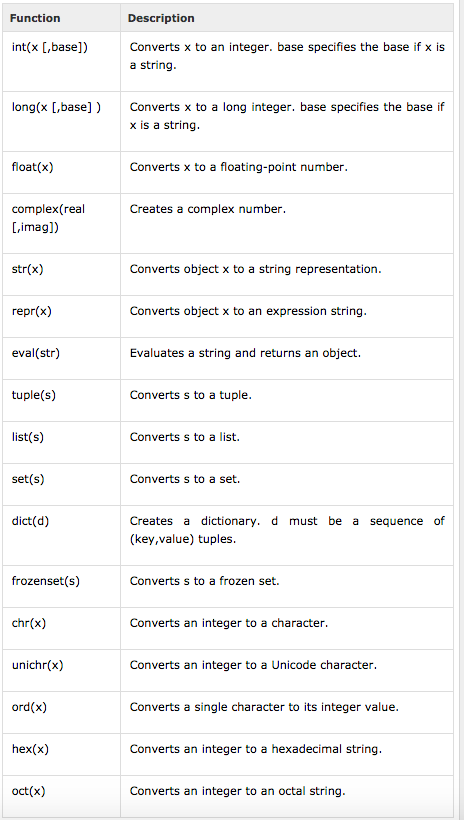 Function Description
int(x [,base]) Converts x to an integer. base specifies the base if x is
a string.
long(x [,base] ) Converts x to a long integer. base specifies the base if
x is a string.
float(x) Converts x to a floating-point number.
complex(real Creates a complex number.
[,imag])
str(x) Converts object x to a string representation.
repr(x) Converts object x to an expression string.
eval(str) Evaluates a string and returns an object.
tuple(s) Converts s to a tuple.
list(s) Converts s to a list.
set(s) Converts s to a set.
dict(d) Creates a dictionary. d must be a sequence of
(key,value) tuples.
frozenset(s) Converts s to a frozen set.
chr(x) Converts an integer to a character.
unichr(x) Converts an integer to a Unicode character.
ord(x) Converts a single character to its integer value.
hex(x) Converts an integer to a hexadecimal string.
oct(x) Converts an integer to an octal string.